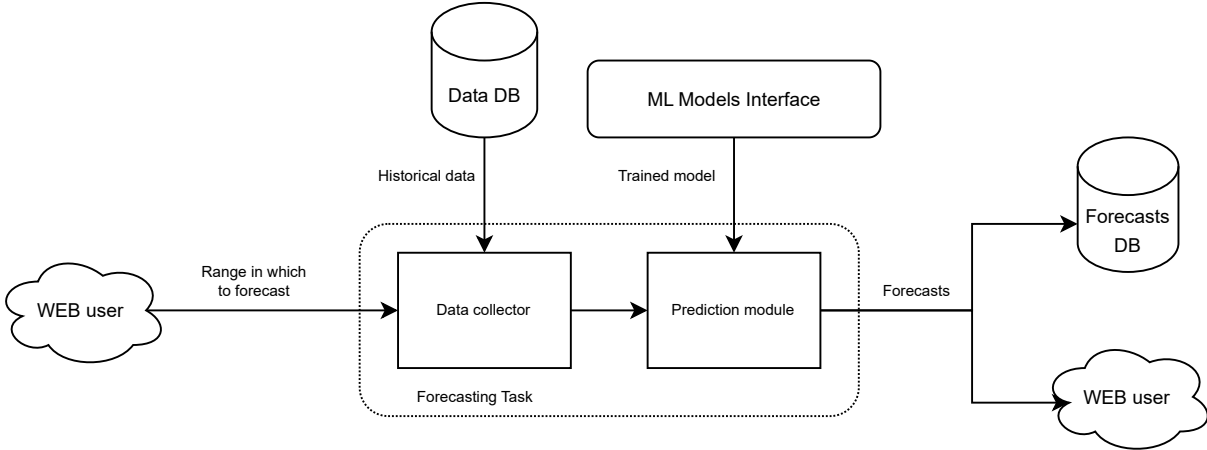 Data DB
ML Models Interface
Historical data
Trained model
Forecasts
DB
Range in which
to forecast
WEB user
Data collector
Prediction module
Forecasts
Forecasting Task
WEB user